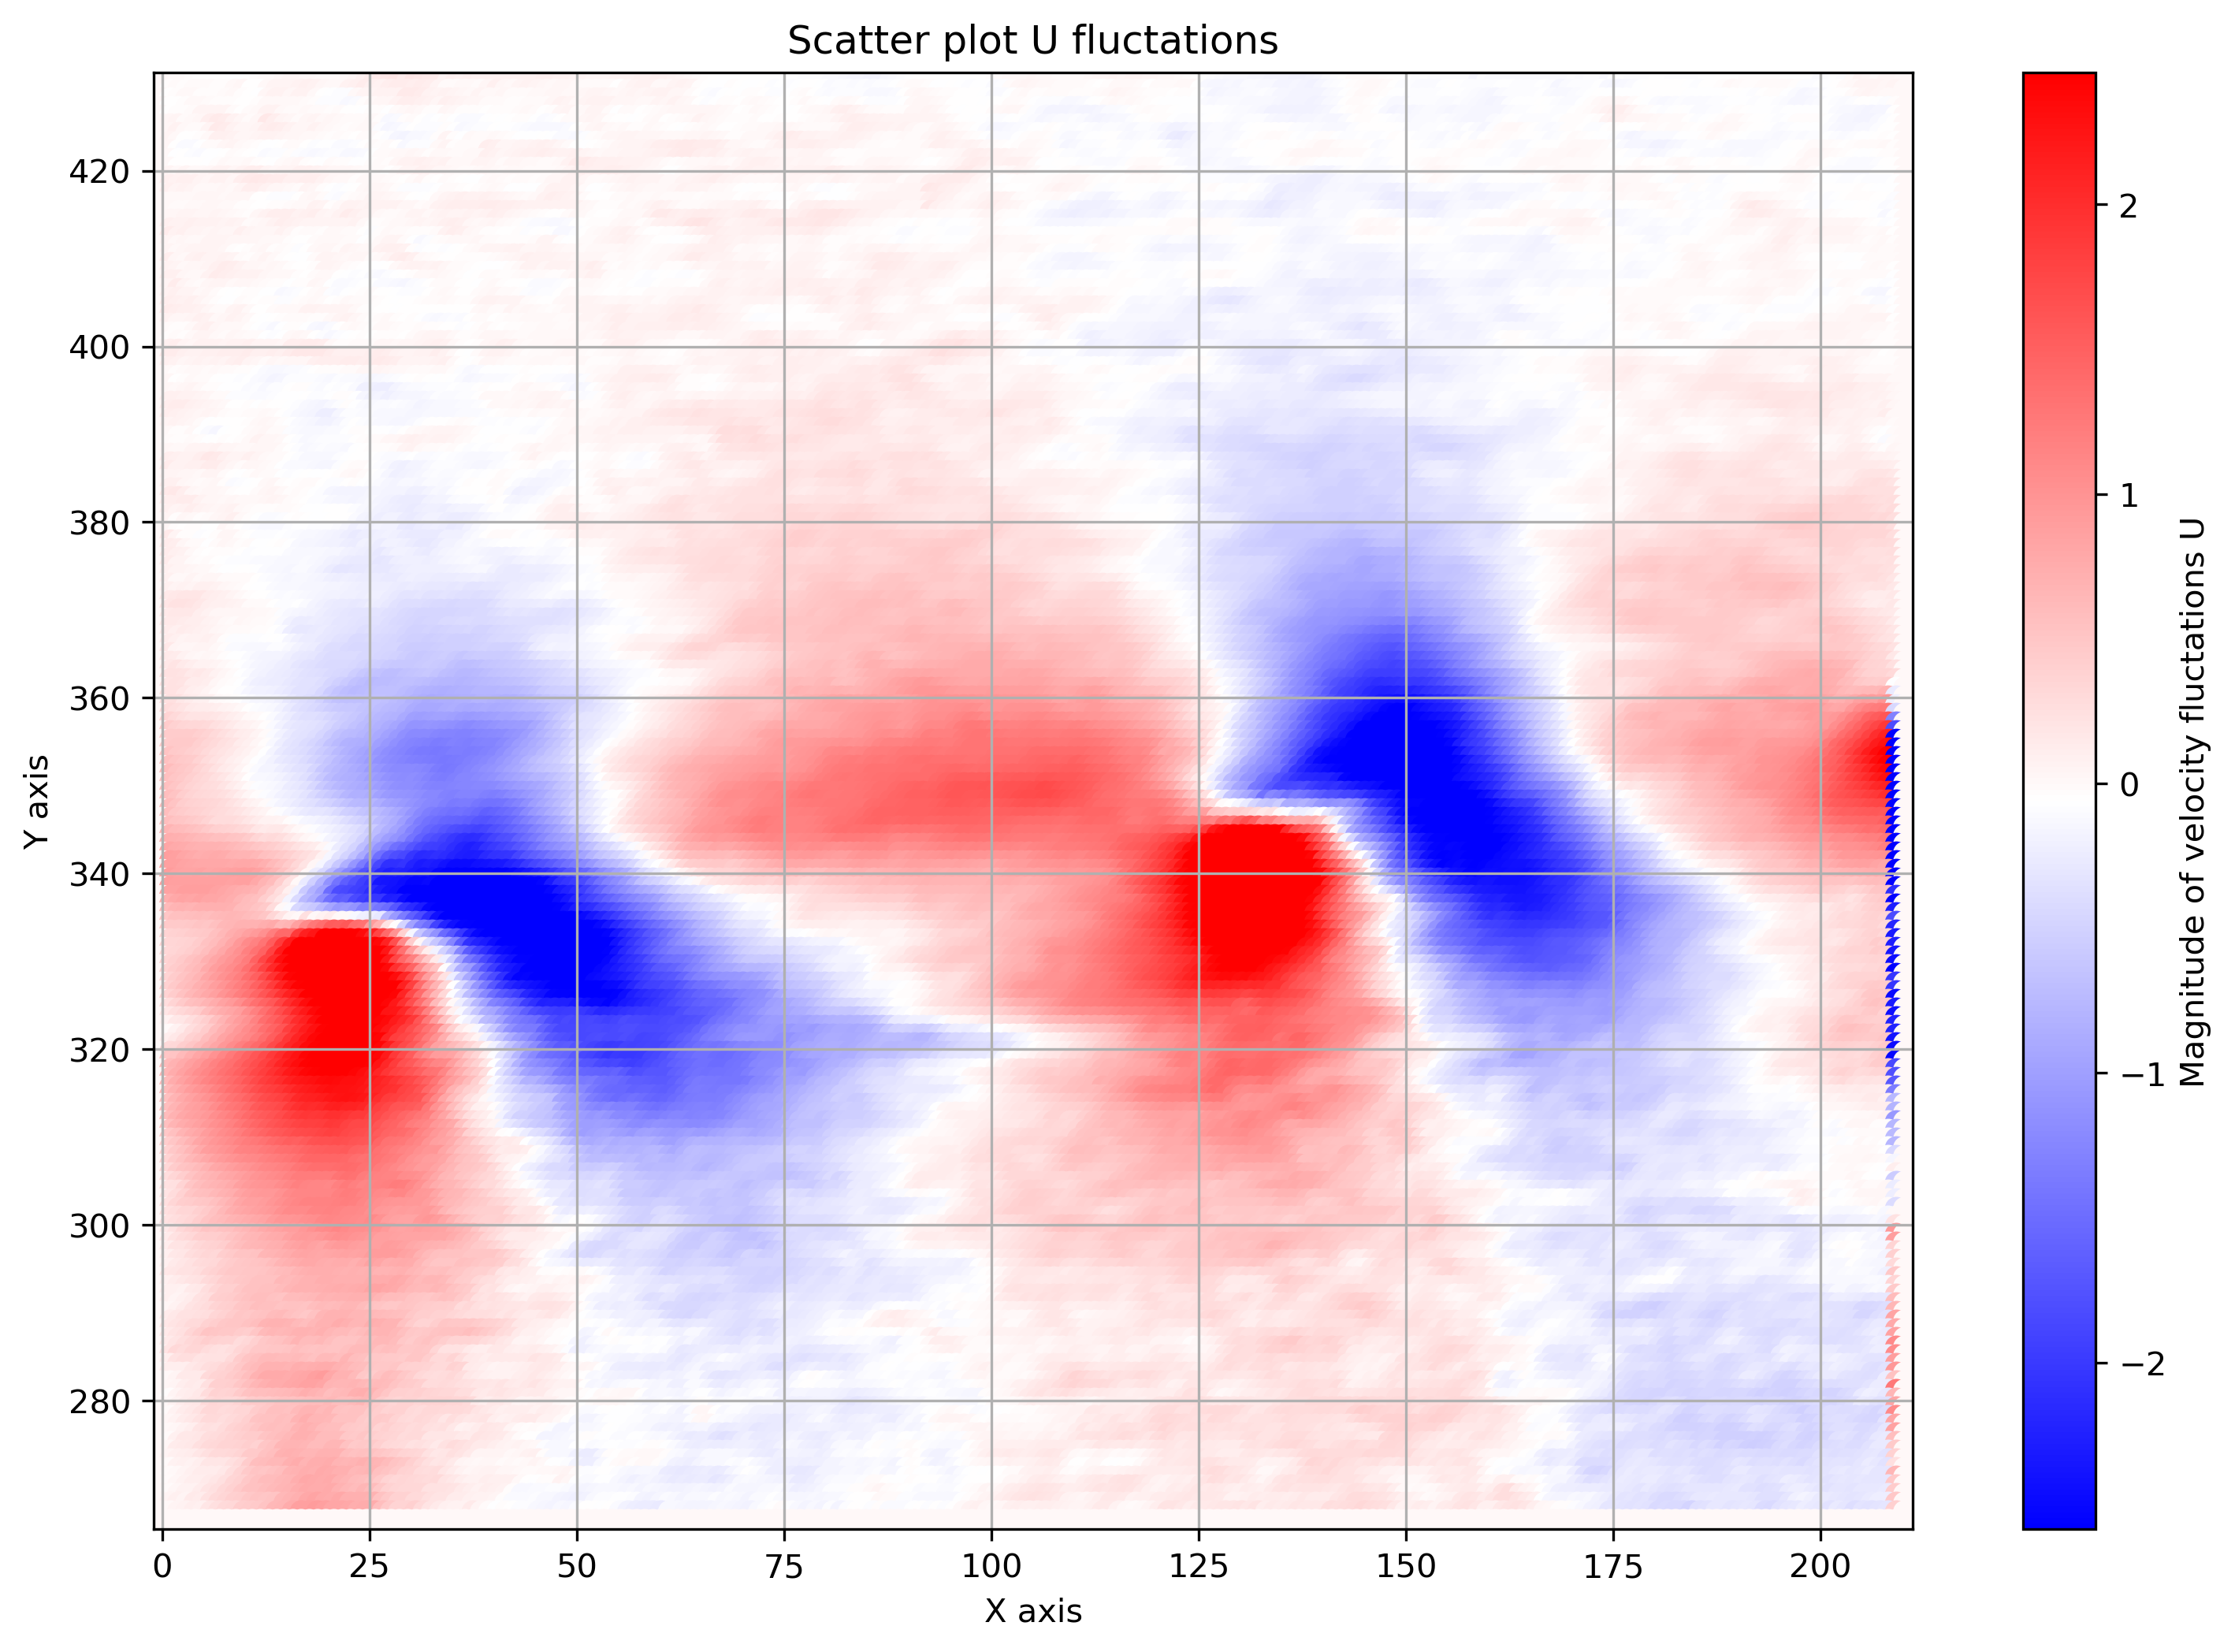 Scatter plot U fluctations
420
400
380
360
340
320
300
280
Y axis
0 25 50 75 100 125 150 175 200
X axis
2
1
0
−1
−2
Magnitude of velocity fluctations U